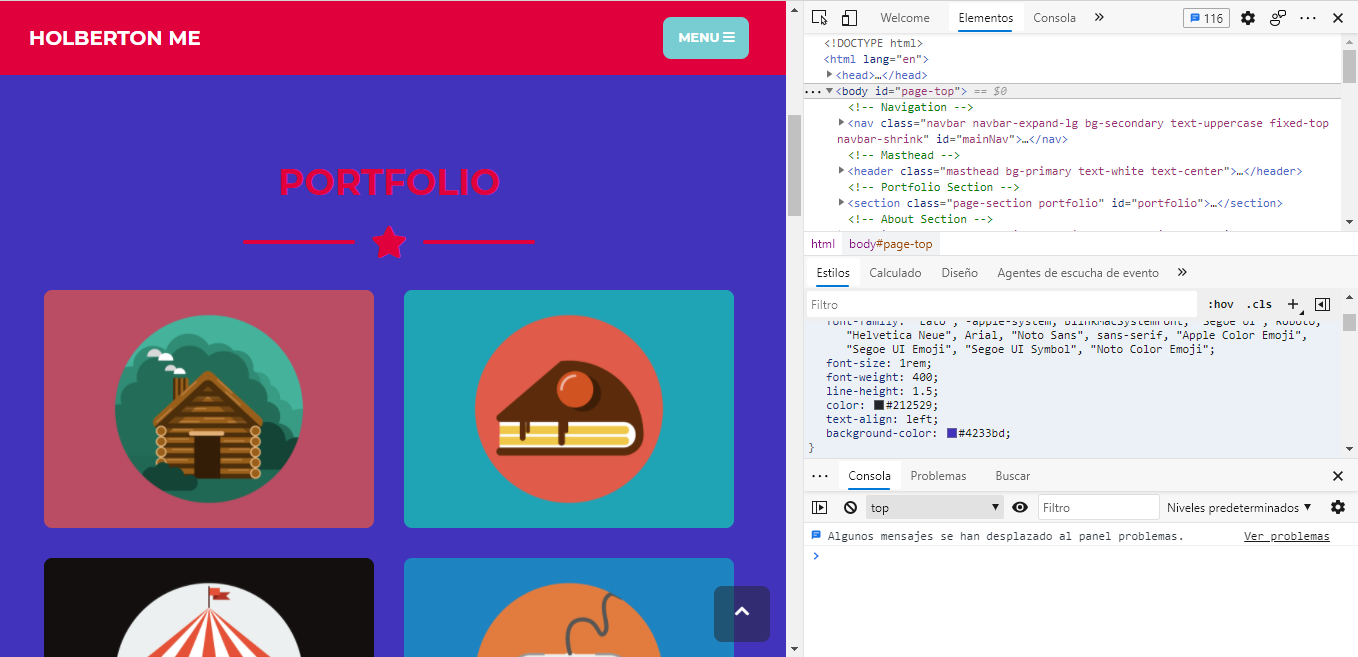 HOLBERTON ME
MENU
PORTFOLIO
Welcome
Elementos
Consola
116
<!DOCTYPE html>
<html lang="en">
<head>…</head>
<body id="page-top"> == $0
<!-- Navigation -->
<nav class="navbar navbar-expand-lg bg-secondary text-uppercase fixed-top
navbar-shrink" id="mainNav">…</nav>
<!-- Masthead -->
<header class="masthead bg-primary text-white text-center">…</header>
<!-- Portfolio Section -->
<section class="page-section portfolio" id="portfolio">…</section>
<!-- About Section -->
html body#page-top
Estilos
Calculado
Diseño
Agentes de escucha de evento
Filtro
:hov .cls
font-family: "Lato", -apple-system, BlinkMacSystemFont, "Segoe UI", Roboto,
"Helvetica Neue", Arial, "Noto Sans", sans-serif, "Apple Color Emoji",
"Segoe UI Emoji", "Segoe UI Symbol", "Noto Color Emoji";
font-size: 1rem;
font-weight: 400;
line-height: 1.5;
color: #212529;
text-align: left;
background-color: #4233bd;
}
Consola
Problemas
Buscar
top
Filtro
Niveles predeterminados
Algunos mensajes se han desplazado al panel problemas.
Ver problemas